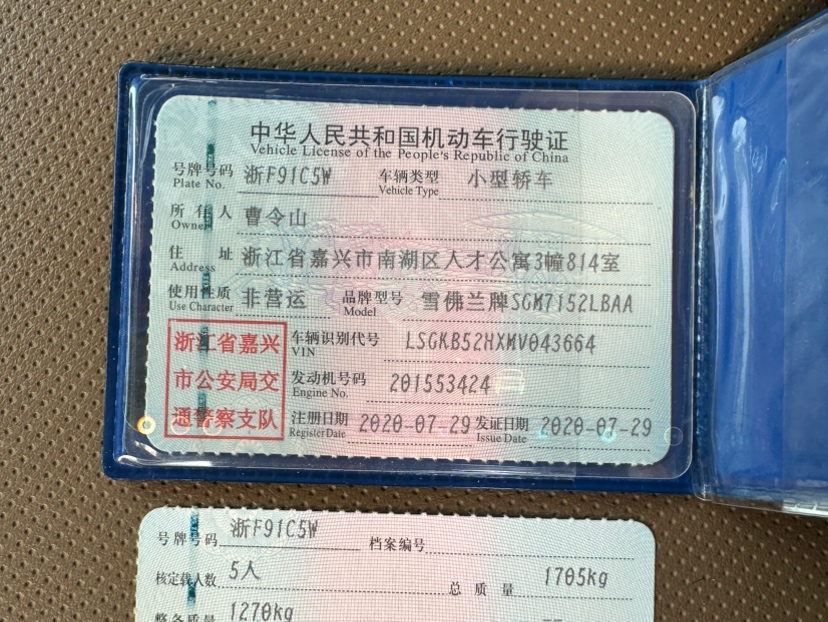 中华人民共和国机动车行驶证
Vehicle License of the People's Republic of China
号牌号码 浙F91C5W 车辆类型 小型轿车
Plate No. Vehicle Type
所有人 曹令山
Owner
住址 浙江省嘉兴市南湖区人才公寓3幢814室
Address
使用性质 非营运 品牌型号 雪佛兰牌SGM7152LBAA
Use Character Model
浙江省嘉兴
市公安局交
通警察支队
车辆识别代号 LSGKB52HXMV043664
VIN
发动机号码 201553424
Engine No.
注册日期 2020-07-29 发证日期 2020-07-29
Register Date Issue Date
号牌号码 浙F91C5W 档案编号
核定载人数 5人 总质量 1705kg
整备质量 1270kg